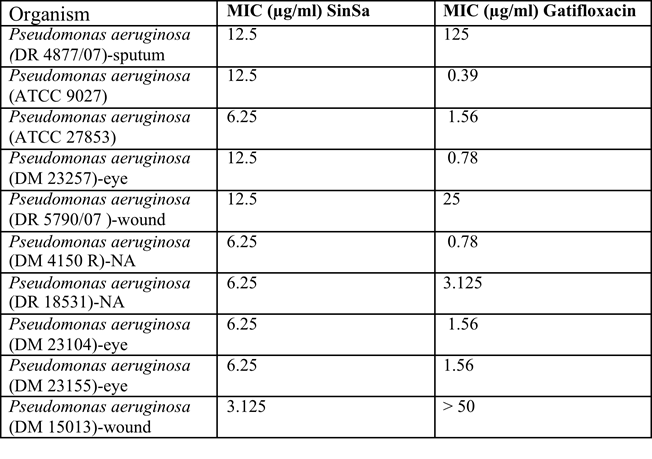 Organism MIC (µg/ml) SinSa MIC (µg/ml) Gatifloxacin
Pseudomonas aeruginosa 12.5 125
(DR 4877/07)-sputum
Pseudomonas aeruginosa 12.5 0.39
(ATCC 9027)
Pseudomonas aeruginosa 6.25 1.56
(ATCC 27853)
Pseudomonas aeruginosa 12.5 0.78
(DM 23257)-eye
Pseudomonas aeruginosa 12.5 25
(DR 5790/07 )-wound
Pseudomonas aeruginosa 6.25 0.78
(DM 4150 R)-NA
Pseudomonas aeruginosa 6.25 3.125
(DR 18531)-NA
Pseudomonas aeruginosa 6.25 1.56
(DM 23104)-eye
Pseudomonas aeruginosa 6.25 1.56
(DM 23155)-eye
Pseudomonas aeruginosa 3.125 > 50
(DM 15013)-wound